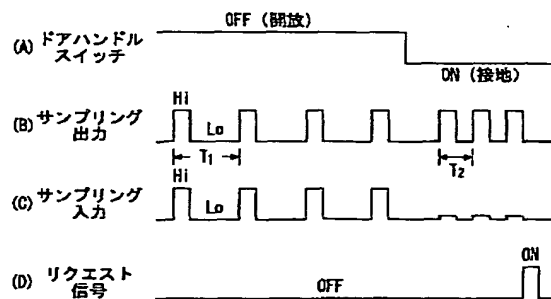 OFF (開放)
(A) ドアハンドル
スイッチ
ON (接地)
Hi
(B) サンプリング Lo
出力
T1
T2
Hi
(C) サンプリング Lo
入力
ON
(D) リクエスト OFF
信号